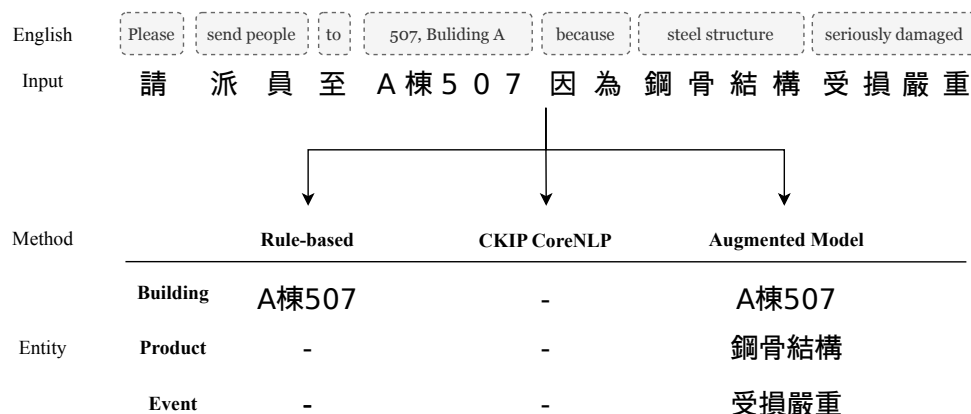 English Please send people to 507, Buliding A because steel structure seriously damaged
Input 請 派員至 A棟507 因為 鋼骨結構 受損嚴重
Method Rule-based CKIP CoreNLP Augmented Model
Building A棟507 - A棟507
Entity Product - - 鋼骨結構
Event - - 受損嚴重